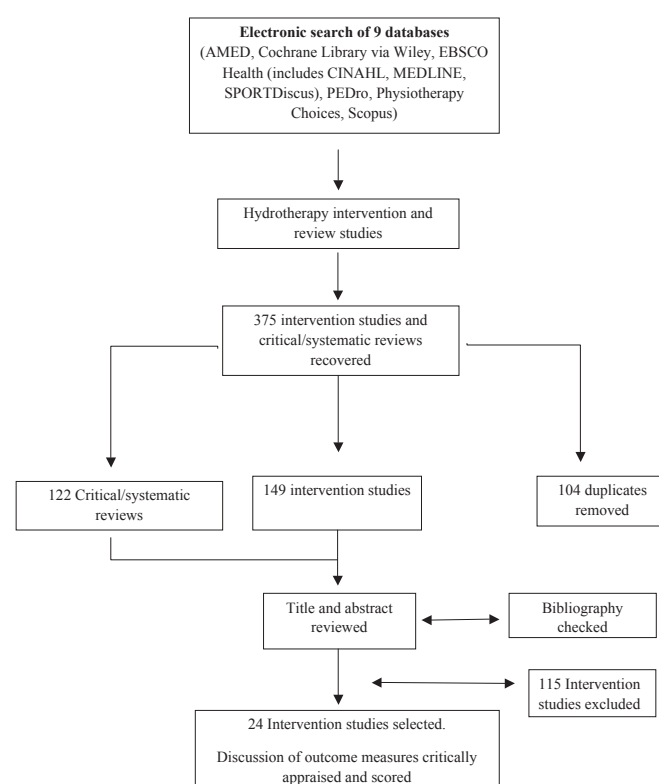 Electronic search of 9 databases
(AMED, Cochrane Library via Wiley, EBSCO
Health (includes CINAHL, MEDLINE,
SPORTDiscus), PEDro, Physiotherapy
Choices, Scopus)
Hydrotherapy intervention and
review studies
375 intervention studies and
critical/systematic reviews
recovered
122 Critical/systematic
reviews
149 intervention studies
104 duplicates
removed
Title and abstract
reviewed
Bibliography
checked
115 Intervention
studies excluded
24 Intervention studies selected.
Discussion of outcome measures critically
appraised and scored